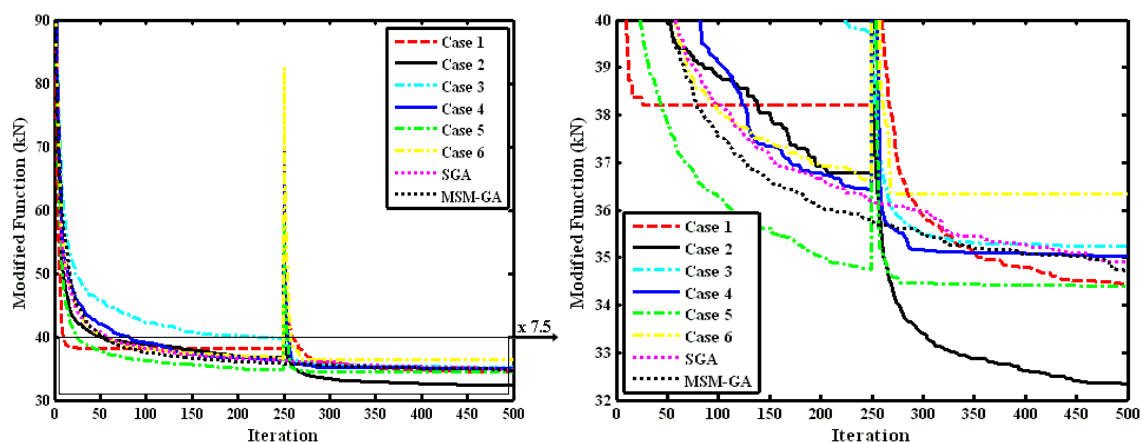 90
80
70
60
50
40
30
Modified Function (kN)
0 50 100 150 200 250 300 350 400 450 500
Iteration
Case 1
Case 2
Case 3
Case 4
Case 5
Case 6
SGA
MSM-GA
x 7.5
40
39
38
37
36
35
34
33
32
Modified Function (kN)
0 50 100 150 200 250 300 350 400 450 500
Iteration
Case 1
Case 2
Case 3
Case 4
Case 5
Case 6
SGA
MSM-GA